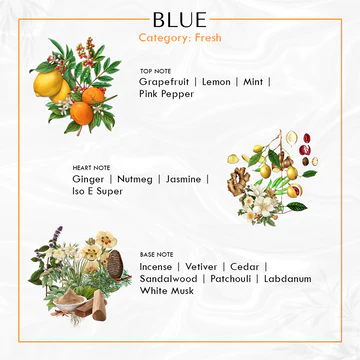 BLUE
Category: Fresh
TOP NOTE
Grapefruit | Lemon | Mint |
Pink Pepper
HEART NOTE
Ginger | Nutmeg | Jasmine |
Iso E Super
BASE NOTE
Incense | Vetiver | Cedar |
Sandalwood | Patchouli | Labdanum
White Musk